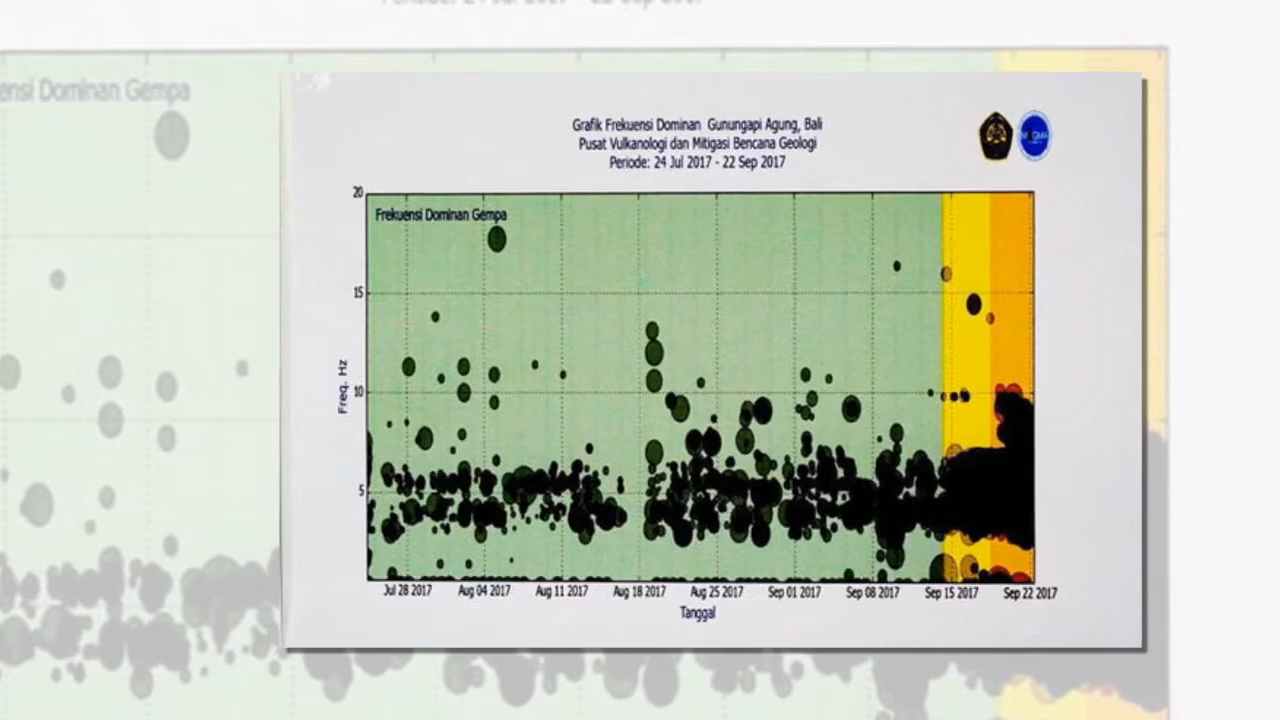 Grafik Frekuensi Dominan Gunungapi Agung, Bali
Pusat Vulkanologi dan Mitigasi Bencana Geologi
Periode: 24 Jul 2017 - 22 Sep 2017
ensi Dominan Gempa
MAGMA
Frekuensi Dominan Gempa
20
15
10
5
Freq. Hz
Jul 28 2017 Aug 04 2017 Aug 11 2017 Aug 18 2017 Aug 25 2017 Sep 01 2017 Sep 08 2017 Sep 15 2017 Sep 22 2017
Tanggal